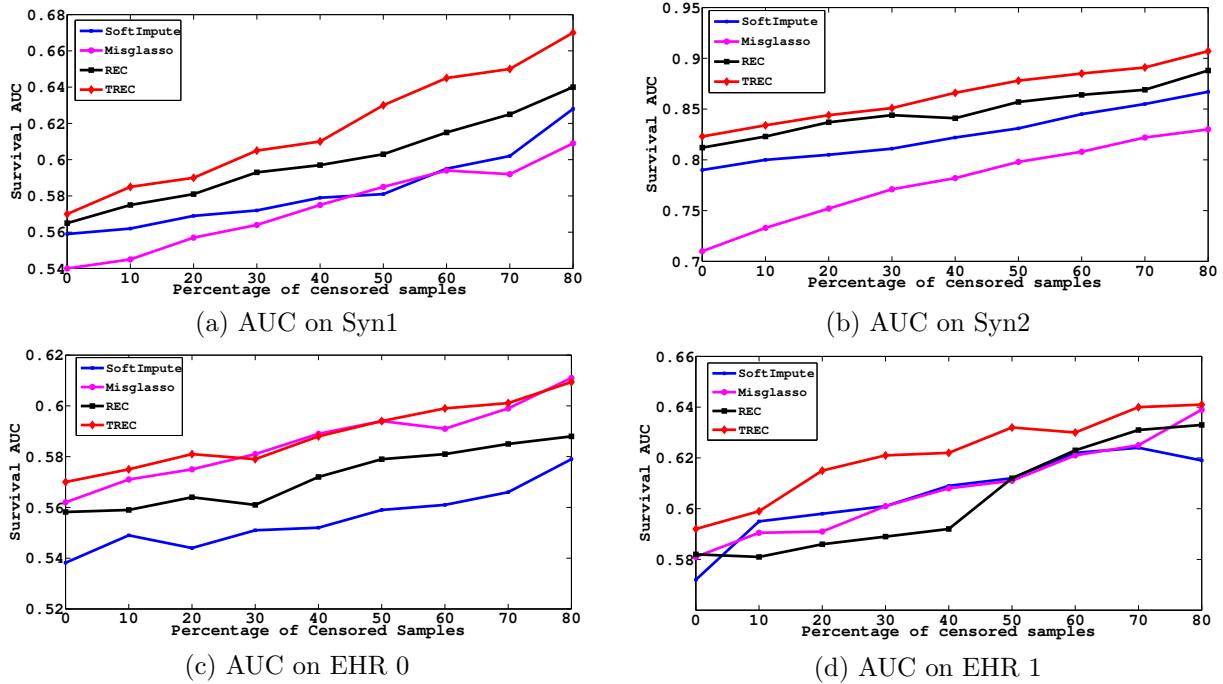 0.68
0.66
0.64
0.62
0.6
0.58
0.56
0.54
Survival AUC
SoftImpute
Misglasso
REC
TREC
0 10 20 30 40 50 60 70 80
Percentage of censored samples
(a) AUC on Syn1
0.95
0.9
0.85
0.8
0.75
0.7
Survival AUC
SoftImpute
Misglasso
REC
TREC
0 10 20 30 40 50 60 70 80
Percentage of censored samples
(b) AUC on Syn2
0.62
0.6
0.58
0.56
0.54
0.52
Survival AUC
SoftImpute
Misglasso
REC
TREC
0 10 20 30 40 50 60 70 80
Percentage of Censored Samples
(c) AUC on EHR 0
0.66
0.64
0.62
0.6
0.58
Survival AUC
SoftImpute
Misglasso
REC
TREC
0 10 20 30 40 50 60 70 80
Percentage of censored samples
(d) AUC on EHR 1